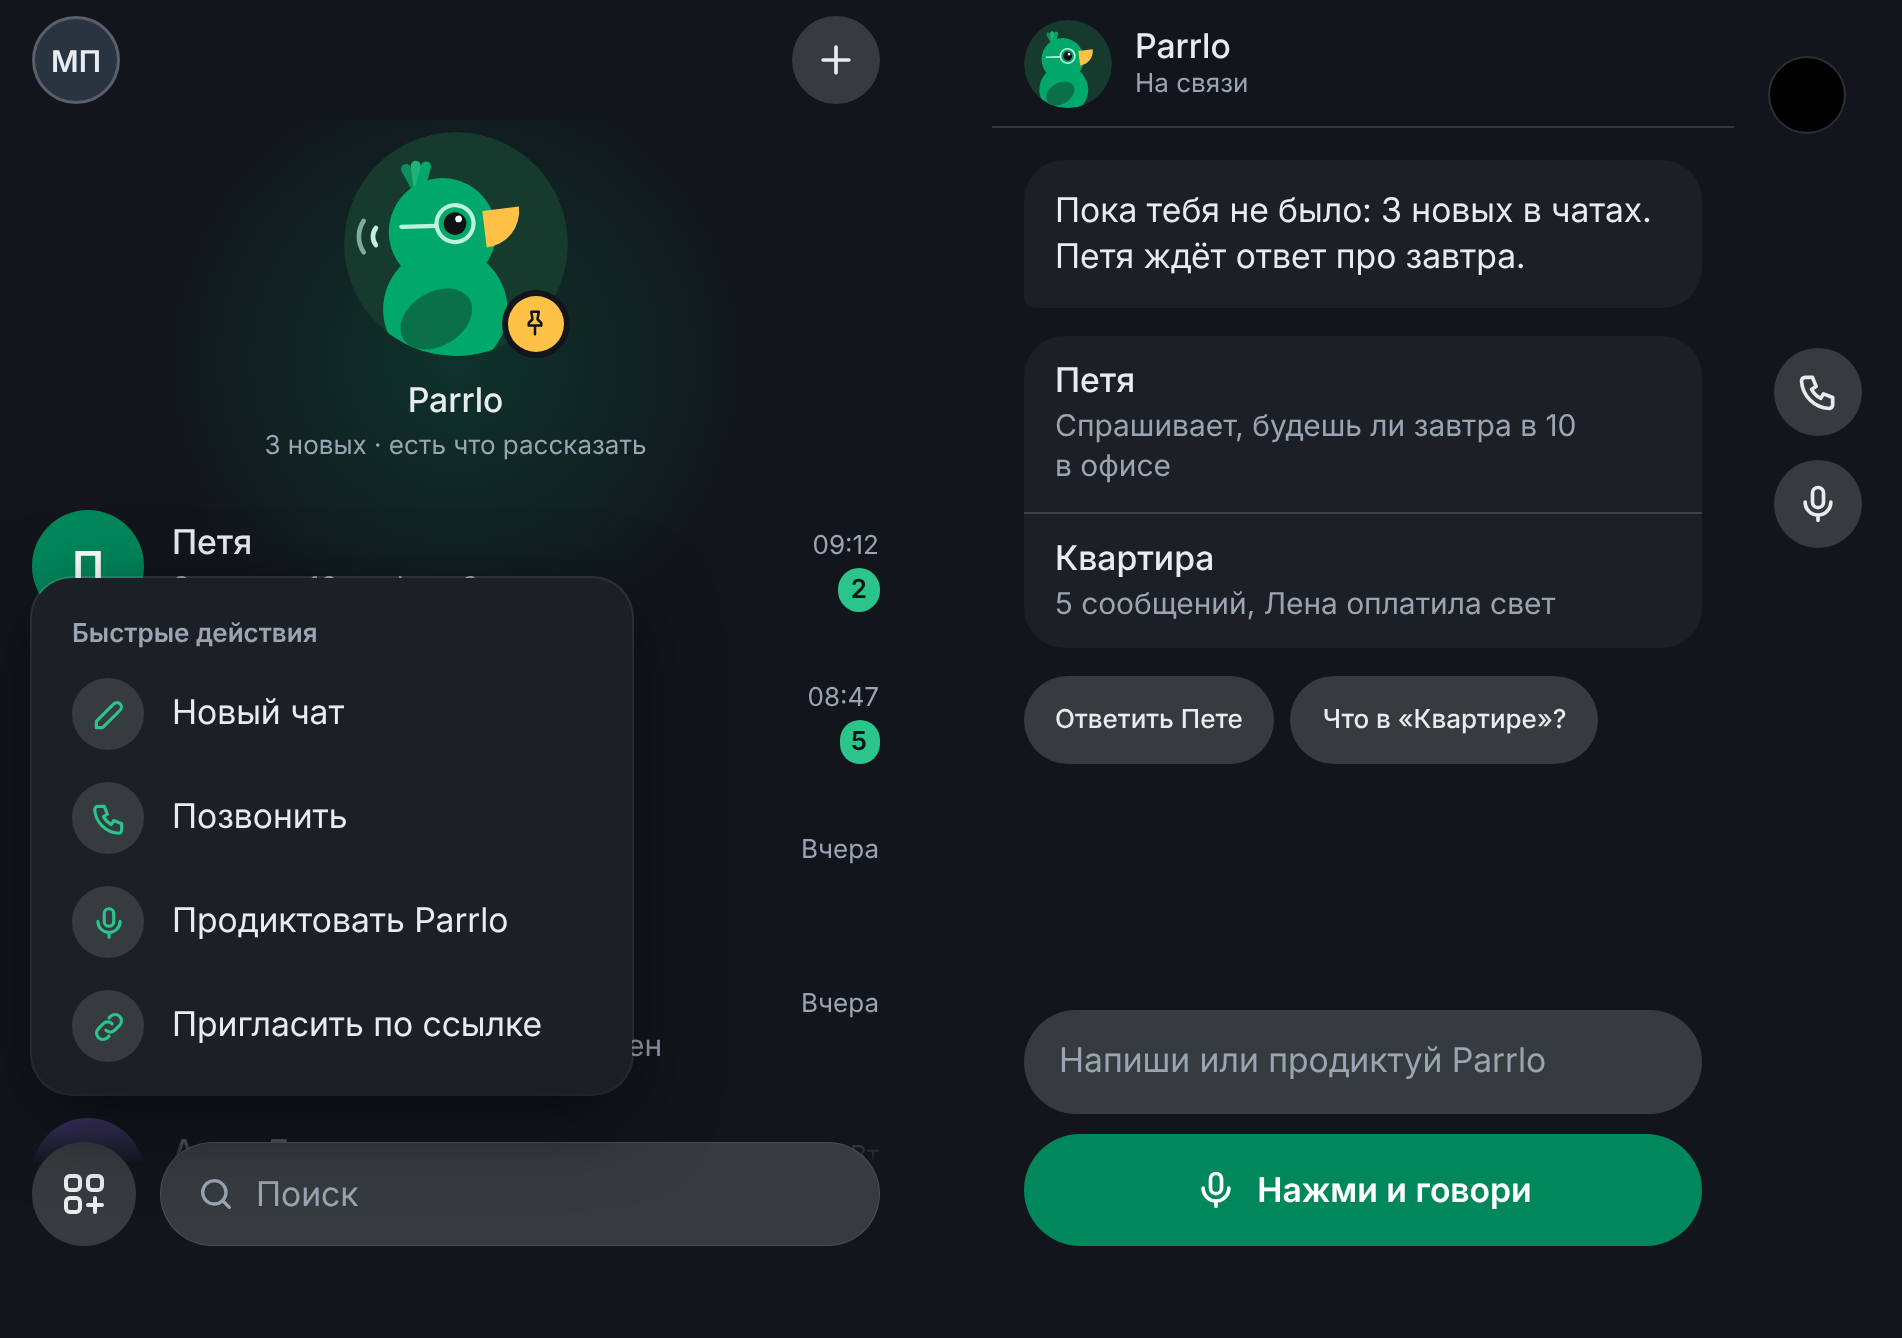 МП
Parrlo
3 новых · есть что рассказать
П
Петя
09:12
2
08:47
5
Вчера
Вчера
Быстрые действия
Новый чат
Позвонить
Продиктовать Parrlo
Пригласить по ссылке
Поиск
Parrlo
На связи
Пока тебя не было: 3 новых в чатах.
Петя ждёт ответ про завтра.
Петя
Спрашивает, будешь ли завтра в 10
в офисе
Квартира
5 сообщений, Лена оплатила свет
Ответить Пете
Что в «Квартире»?
Напиши или продиктуй Parrlo
Нажми и говори